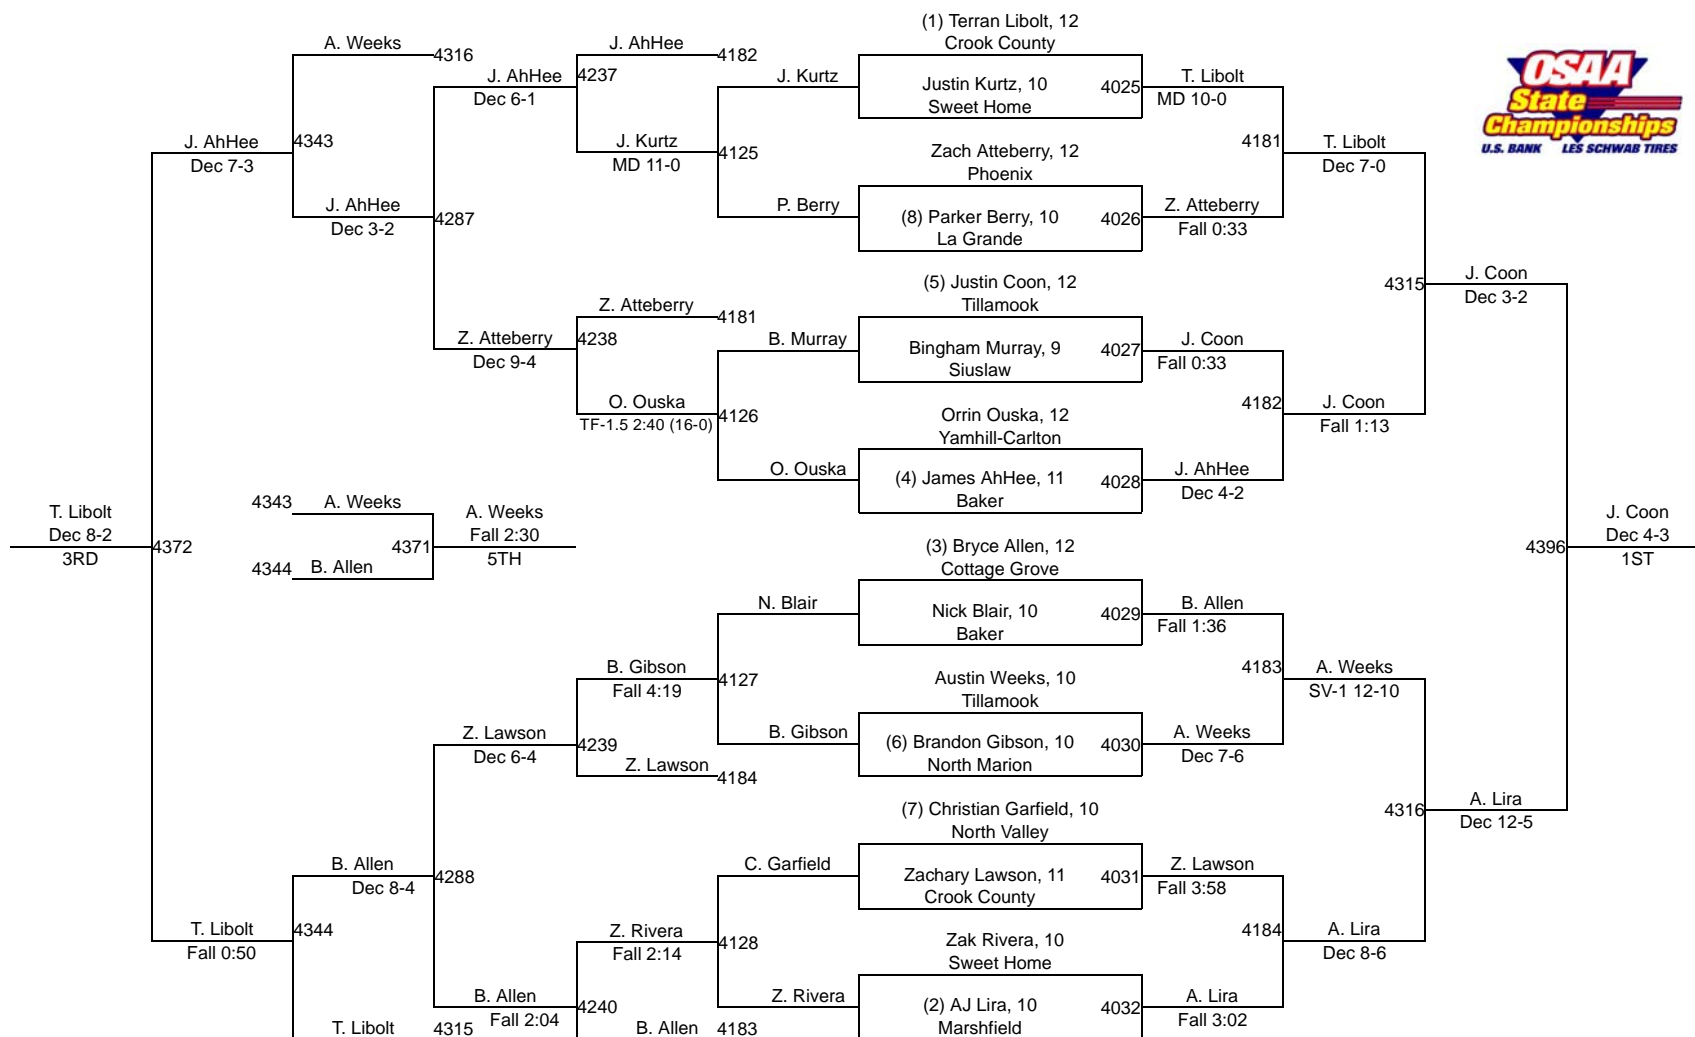 (1) Terran Libolt, 12
Crook County
A. Weeks
4316
J. AhHee
4182
OSAA
State
Championships
U.S. BANK LES SCHWAB TIRES
J. AhHee
4237
Dec 6-1
J. Kurtz
Justin Kurtz, 10
Sweet Home
4025
T. Libolt
MD 10-0
J. AhHee
Dec 7-3
4343
J. Kurtz
MD 11-0
4125
Zach Atteberry, 12
Phoenix
4181
T. Libolt
Dec 7-0
J. AhHee
Dec 3-2
4287
P. Berry
(8) Parker Berry, 10
La Grande
4026
Z. Atteberry
Fall 0:33
(5) Justin Coon, 12
Tillamook
4315
J. Coon
Dec 3-2
Z. Atteberry
4181
Z. Atteberry
Dec 9-4
4238
B. Murray
Bingham Murray, 9
Siuslaw
4027
J. Coon
Fall 0:33
O. Ouska
TF-1.5 2:40 (16-0)
4126
Orrin Ouska, 12
Yamhill-Carlton
4182
J. Coon
Fall 1:13
O. Ouska
(4) James AhHee, 11
Baker
4028
J. AhHee
Dec 4-2
4343
A. Weeks
T. Libolt
Dec 8-2
3RD
4372
4371
A. Weeks
Fall 2:30
5TH
4344
B. Allen
4396
J. Coon
Dec 4-3
1ST
(3) Bryce Allen, 12
Cottage Grove
N. Blair
Nick Blair, 10
Baker
4029
B. Allen
Fall 1:36
B. Gibson
Fall 4:19
4127
Austin Weeks, 10
Tillamook
4183
A. Weeks
SV-1 12-10
Z. Lawson
Dec 6-4
4239
B. Gibson
(6) Brandon Gibson, 10
North Marion
4030
A. Weeks
Dec 7-6
Z. Lawson
4184
(7) Christian Garfield, 10
North Valley
4316
A. Lira
Dec 12-5
B. Allen
Dec 8-4
4288
C. Garfield
Zachary Lawson, 11
Crook County
4031
Z. Lawson
Fall 3:58
T. Libolt
Fall 0:50
4344
Z. Rivera
Fall 2:14
4128
Zak Rivera, 10
Sweet Home
4184
A. Lira
Dec 8-6
B. Allen
Fall 2:04
4240
Z. Rivera
(2) AJ Lira, 10
Marshfield
4032
A. Lira
Fall 3:02
T. Libolt
4315
B. Allen
4183